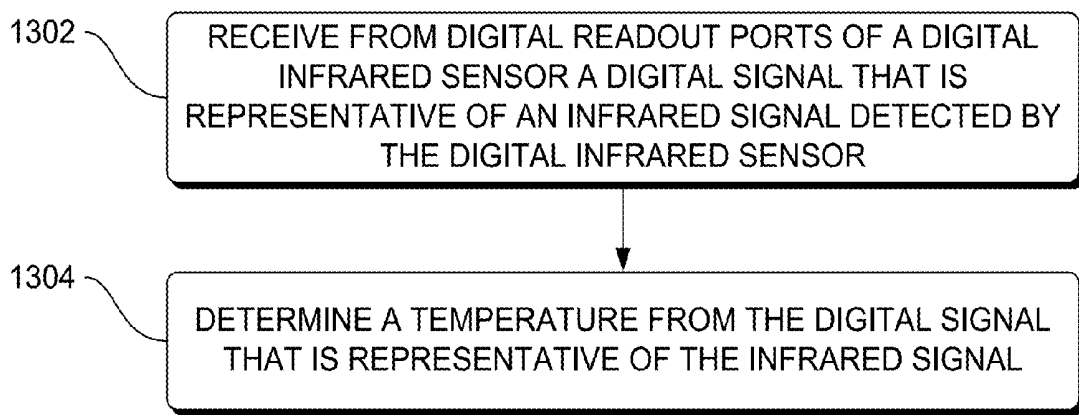 1302
RECEIVE FROM DIGITAL READOUT PORTS OF A DIGITAL
INFRARED SENSOR A DIGITAL SIGNAL THAT IS
REPRESENTATIVE OF AN INFRARED SIGNAL DETECTED BY
THE DIGITAL INFRARED SENSOR
1304
DETERMINE A TEMPERATURE FROM THE DIGITAL SIGNAL
THAT IS REPRESENTATIVE OF THE INFRARED SIGNAL